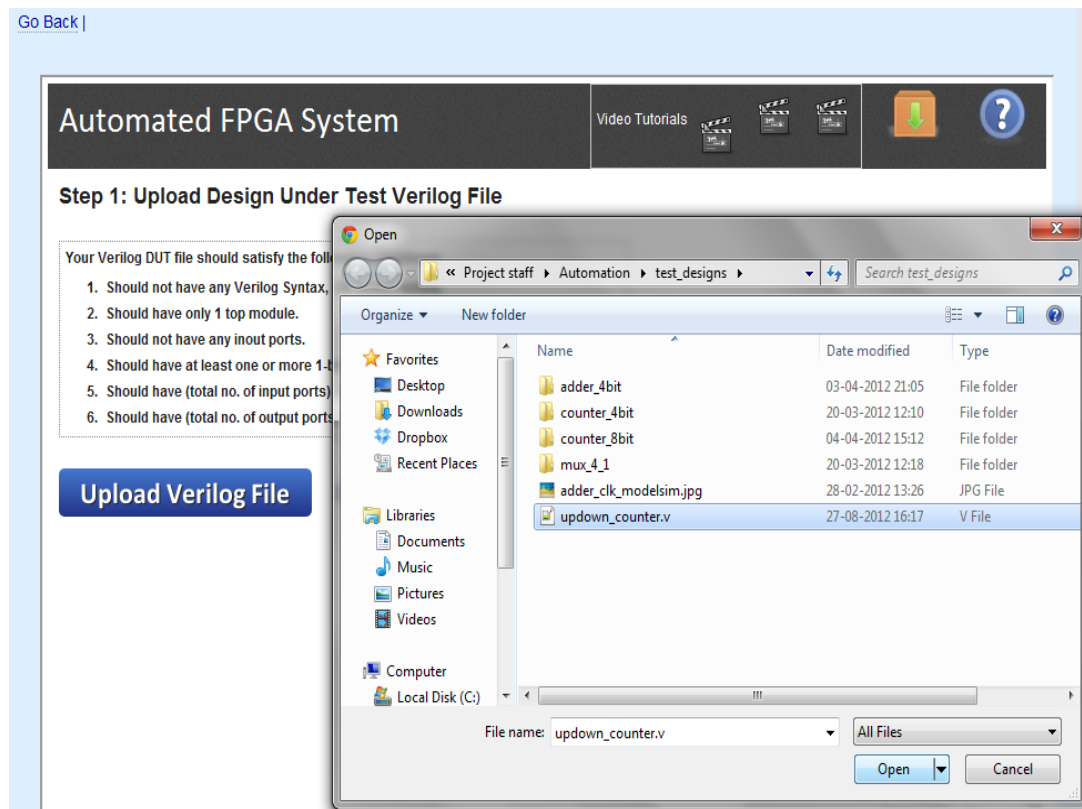 Go Back |
Automated FPGA System
Video Tutorials
Step 1: Upload Design Under Test Verilog File
Your Verilog DUT file should satisfy the foll
1. Should not have any Verilog Syntax,
2. Should have only 1 top module.
3. Should not have any inout ports.
4. Should have at least one or more 1-b
5. Should have (total no. of input ports)
6. Should have (total no. of output ports
Upload Verilog File
Open
x
« Project staff Automation test_designs
Search test_designs
Organize New folder
Favorites
Desktop
Downloads
Dropbox
Recent Places
Libraries
Documents
Music
Pictures
Videos
Computer
Local Disk (C:)
Name Date modified Type
adder_4bit 03-04-2012 21:05 File folder
counter_4bit 20-03-2012 12:10 File folder
counter_8bit 04-04-2012 15:12 File folder
mux_4_1 20-03-2012 12:18 File folder
adder_clk_modelsim.jpg 28-02-2012 13:26 JPG File
updown_counter.v 27-08-2012 16:17 V File
File name: updown_counter.v
All Files
Open
Cancel